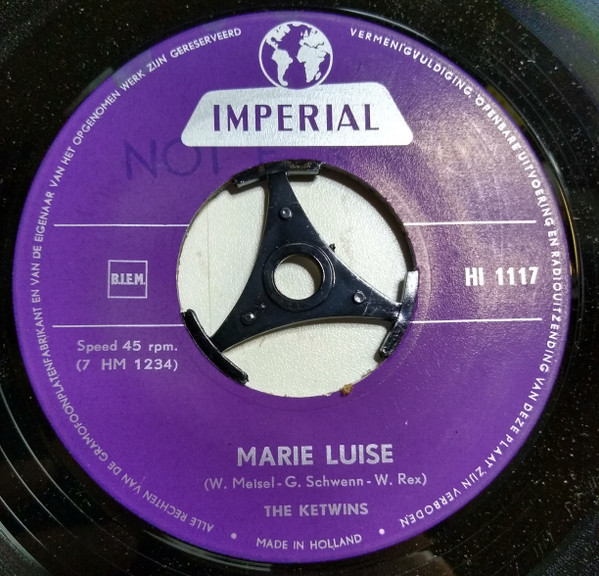 ALLE RECHTEN VAN DE GRAMOFOONPLATENFABRIKANT EN VAN DE EIGENAAR VAN HET OPGENOMEN WERK ZIJN GERESERVEERD
VERMENIGVULDIGING, OPENBARE UITVOERING EN RADIOUITZENDING VAN DEZE PLAAT ZIJN VERBODEN
IMPERIAL
NOT
B.I.E.M.
HI 1117
Speed 45 rpm.
(7 HM 1234)
MARIE LUISE
(W. Meisel - G. Schwenn - W. Rex)
THE KETWINS
• MADE IN HOLLAND •